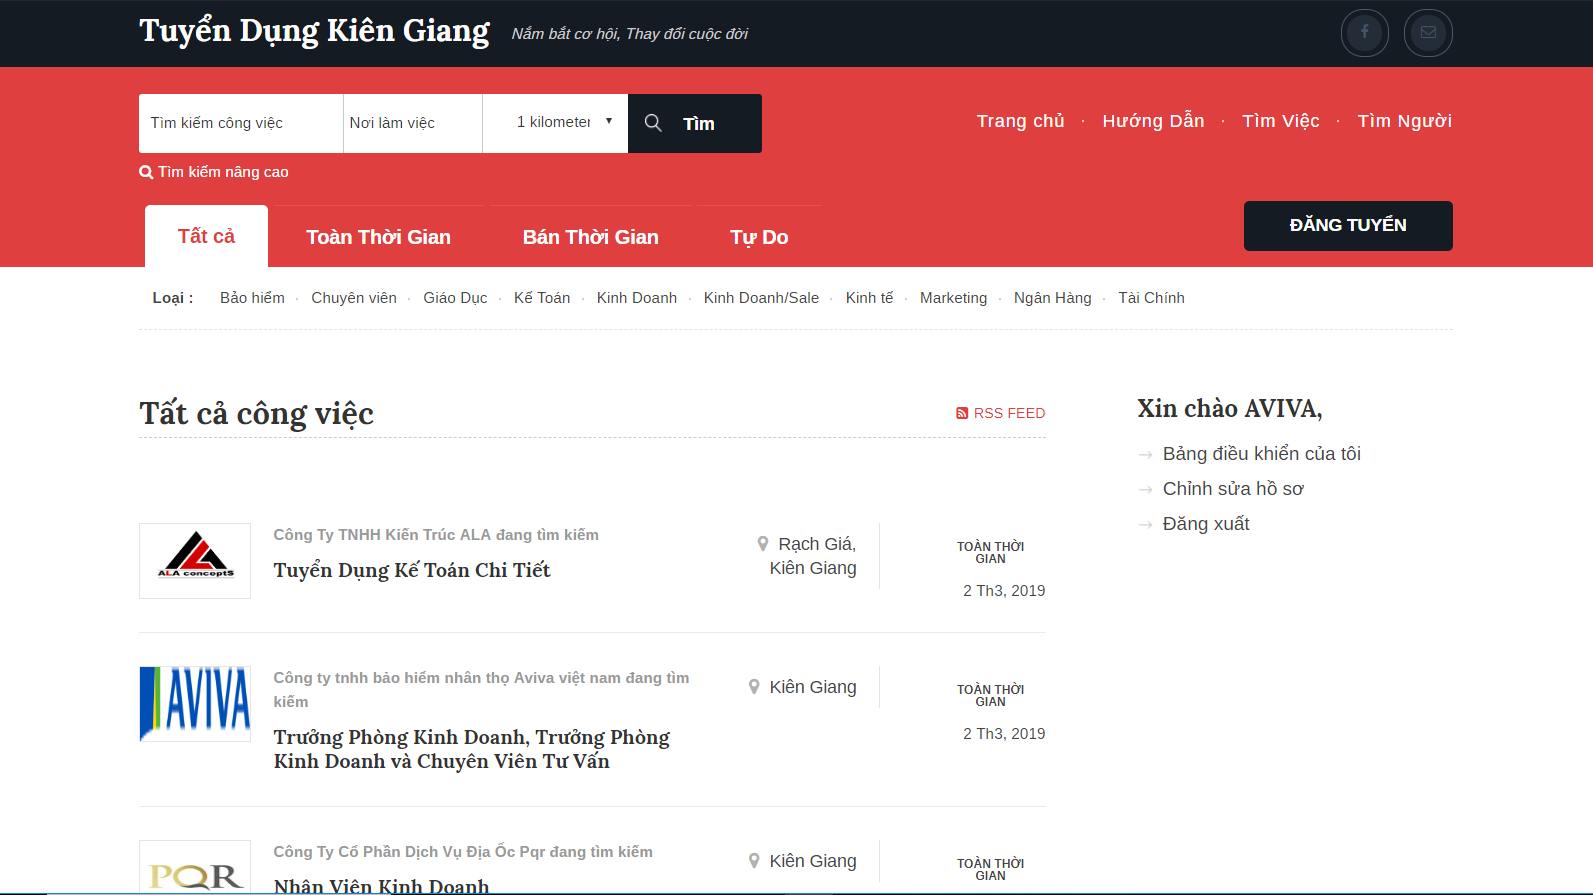 Tuyển Dụng Kiên Giang
Nắm bắt cơ hội, Thay đổi cuộc đời
Tìm kiếm công việc
Nơi làm việc
1 kilometer
Tìm
Trang chủ · Hướng Dẫn · Tìm Việc · Tìm Người
Tìm kiếm nâng cao
Tất cả
Toàn Thời Gian
Bán Thời Gian
Tự Do
ĐĂNG TUYỂN
Loại : Bảo hiểm · Chuyên viên · Giáo Dục · Kế Toán · Kinh Doanh · Kinh Doanh/Sale · Kinh tế · Marketing · Ngân Hàng · Tài Chính
Tất cả công việc
RSS FEED
ALA conceptS
Công Ty TNHH Kiến Trúc ALA đang tìm kiếm
Tuyển Dụng Kế Toán Chi Tiết
Rạch Giá,
Kiên Giang
TOÀN THỜI
GIAN
2 Th3, 2019
AVIVA
Công ty tnhh bảo hiểm nhân thọ Aviva việt nam đang tìm
kiếm
Trưởng Phòng Kinh Doanh, Trưởng Phòng
Kinh Doanh và Chuyên Viên Tư Vấn
Kiên Giang
TOÀN THỜI
GIAN
2 Th3, 2019
PQR
Công Ty Cổ Phần Dịch Vụ Địa Ốc Pqr đang tìm kiếm
Nhân Viên Kinh Doanh
Kiên Giang
TOÀN THỜI
GIAN
Xin chào AVIVA,
Bảng điều khiển của tôi
Chỉnh sửa hồ sơ
Đăng xuất